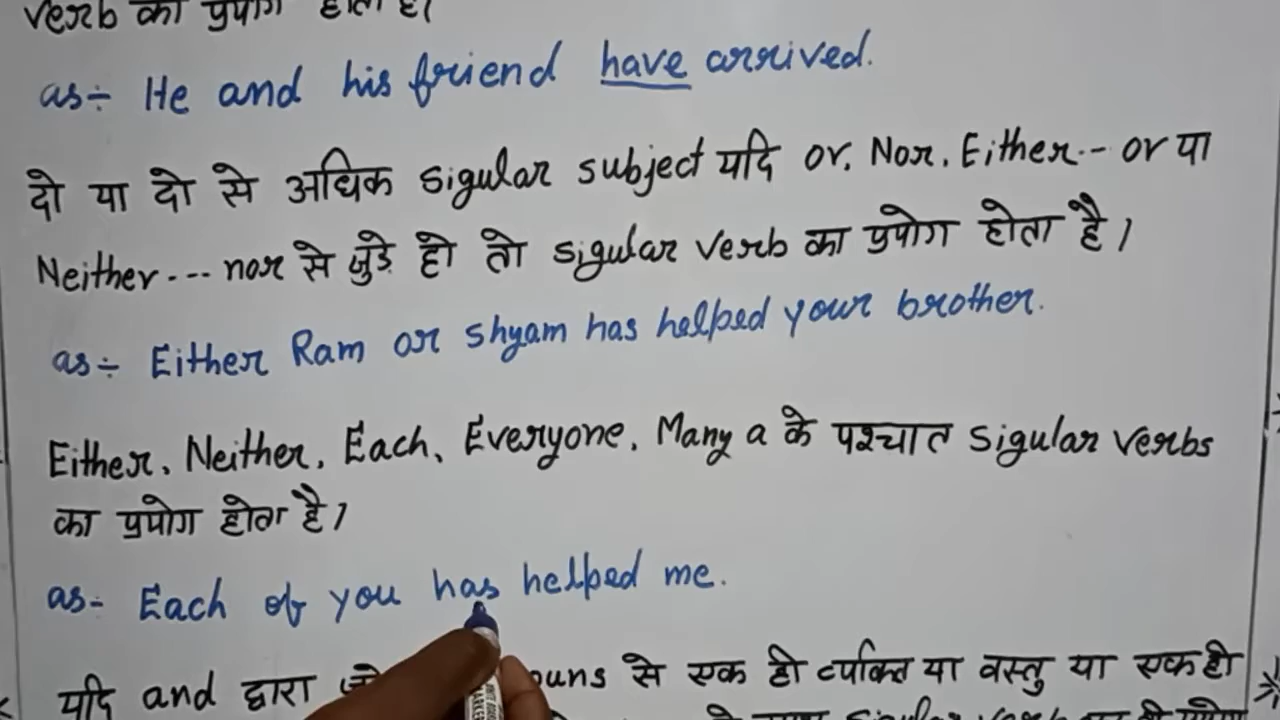 verb का प्रयोग होता है।
as÷ He and his friend have arrived.
दो या दो से अधिक sigular subject यदि or, Nor, Either-- or या
Neither --- nor से जुड़े हो तो sigular verb का प्रयोग होता है।
as÷ Either Ram or shyam has helped your brother.
Either, Neither, Each, Everyone, Many a के पश्चात sigular verbs
का प्रयोग होता है।
as- Each of you has helped me.
यदि and द्वारा से एक ही व्यक्ति या वस्तु या एक ही